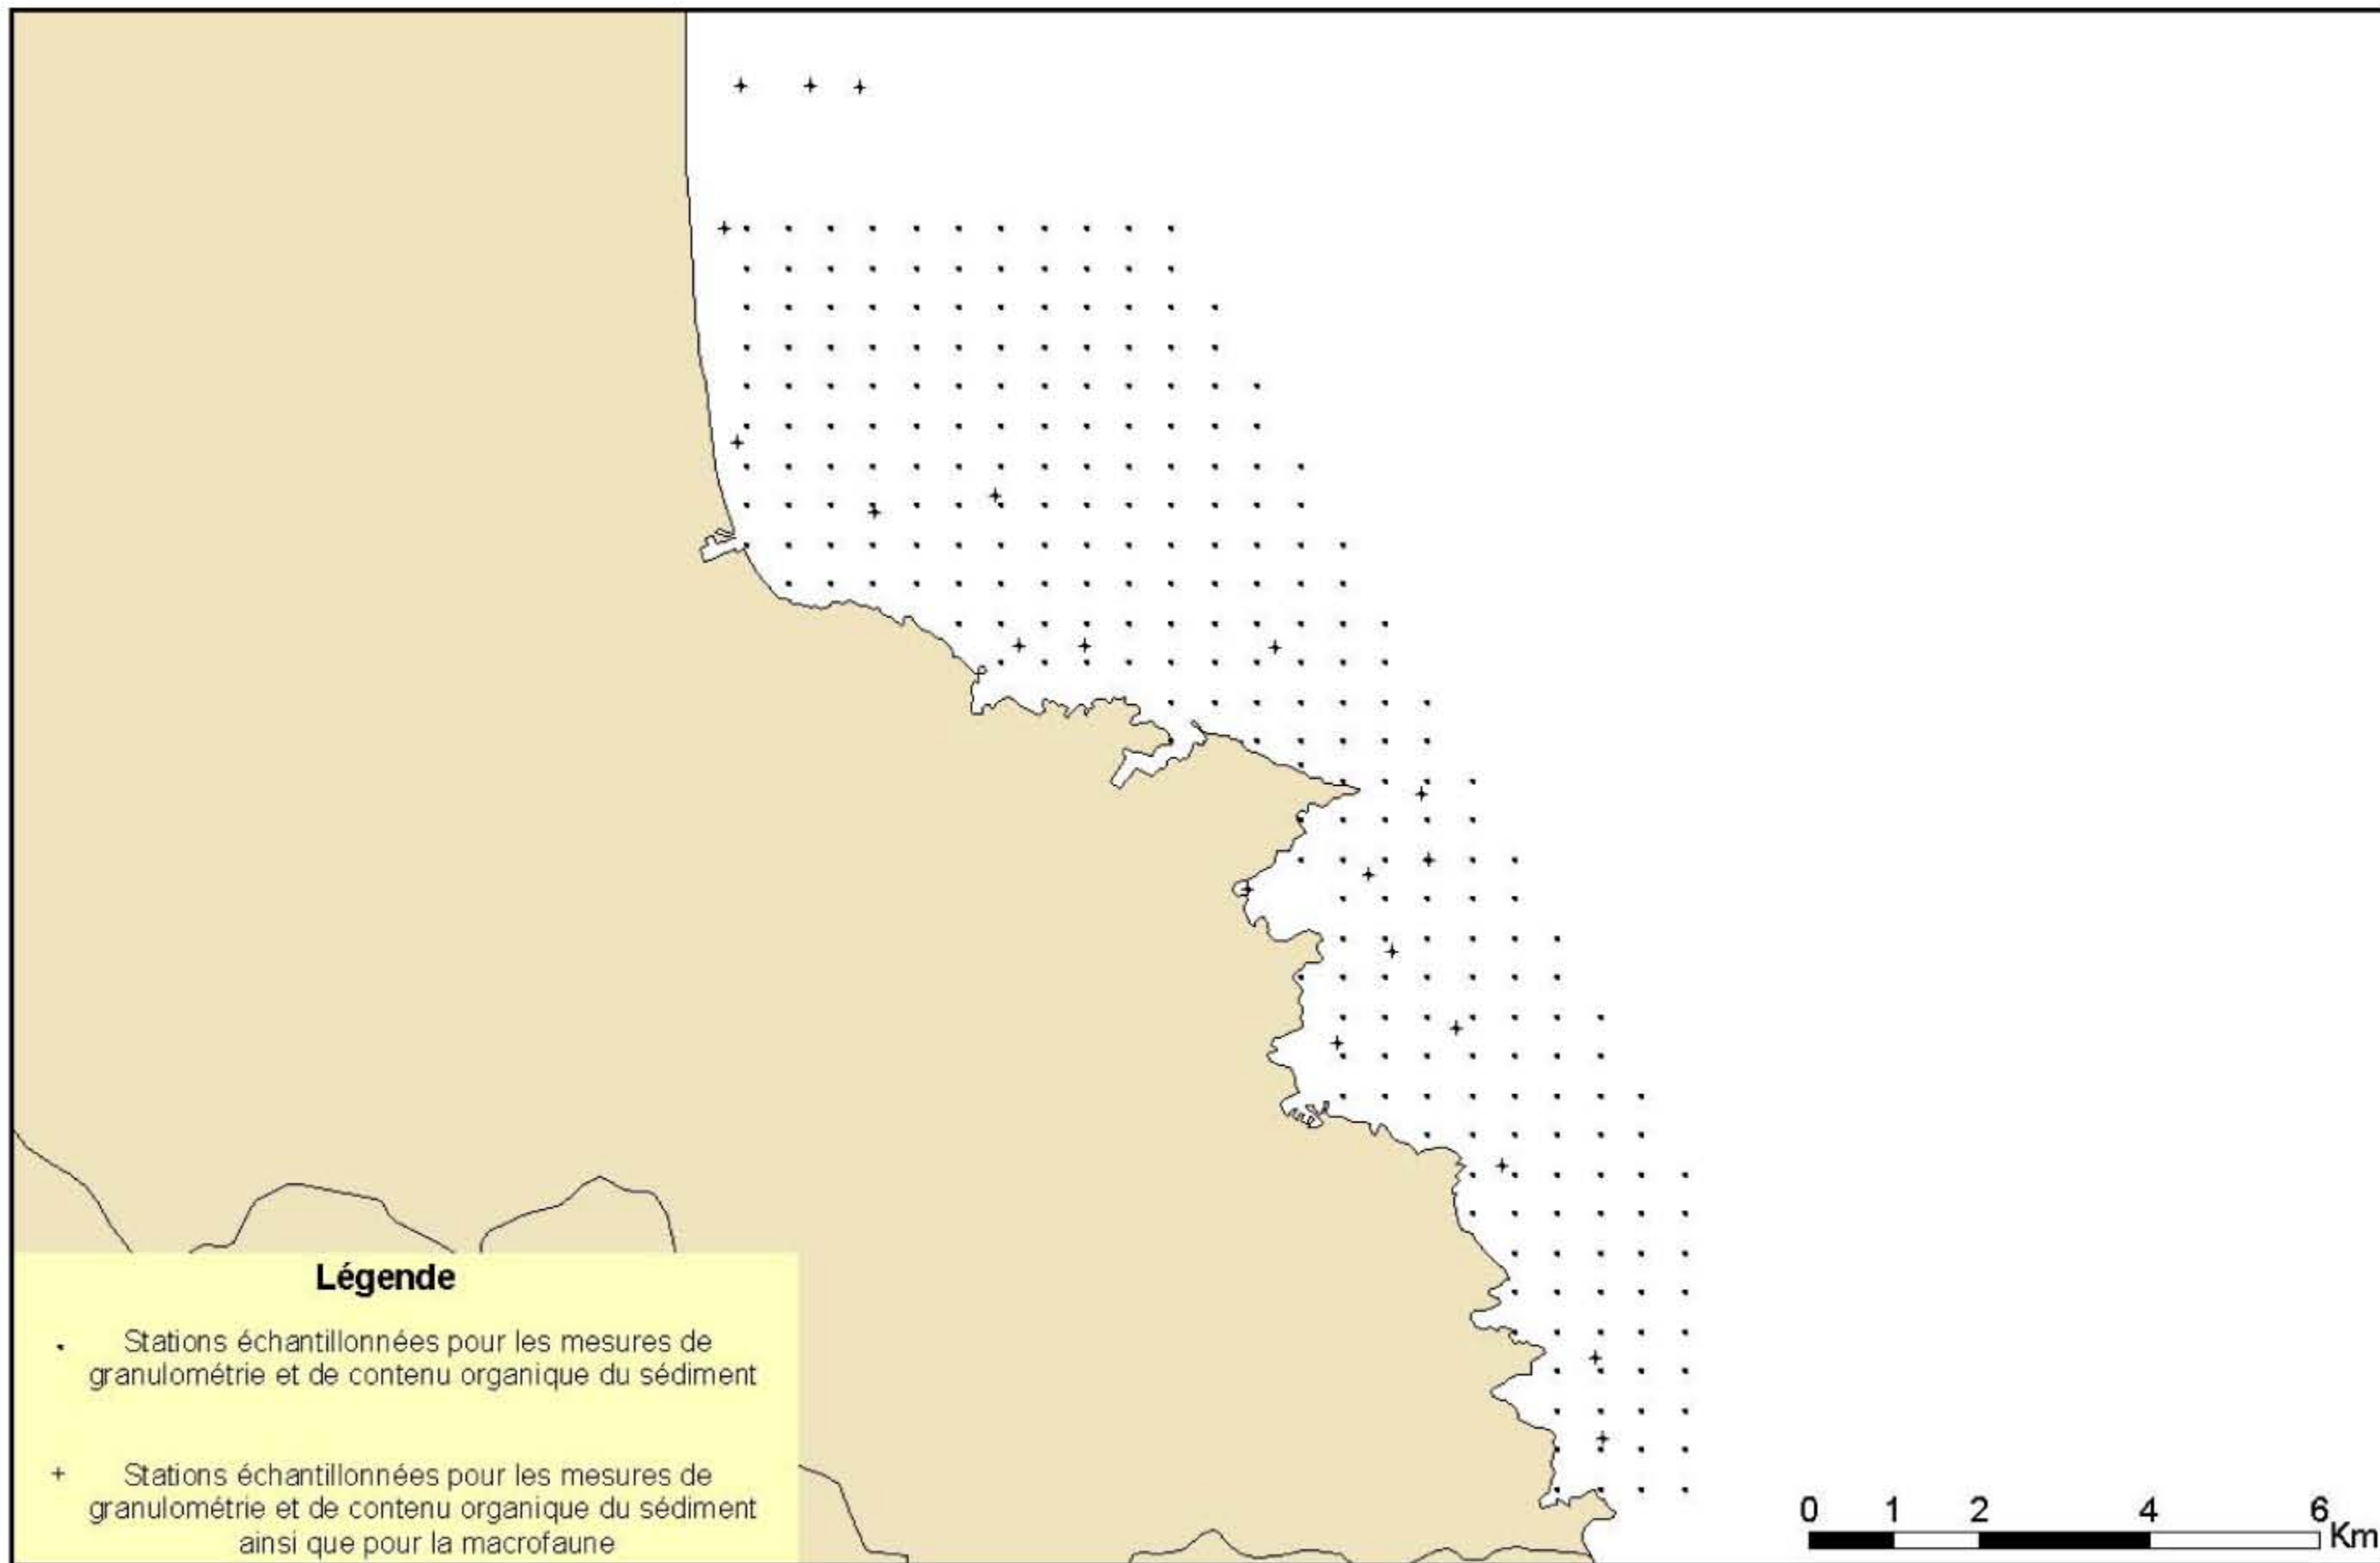 Légende
Stations échantillonnées pour les mesures de
granulométrie et de contenu organique du sédiment
Stations échantillonnées pour les mesures de
granulométrie et de contenu organique du sédiment
ainsi que pour la macrofaune
0 1 2 4 6
Km